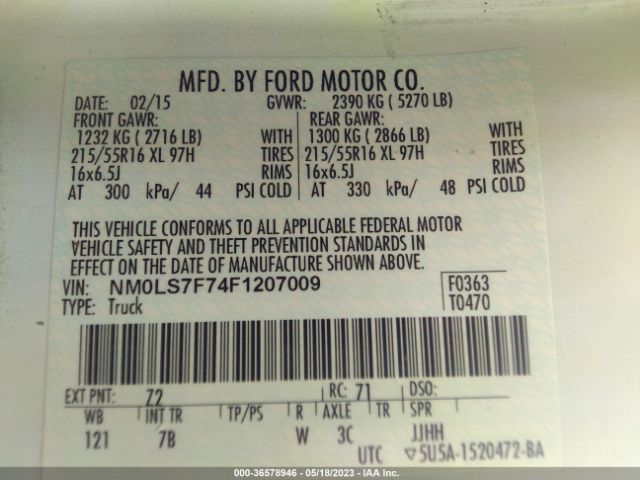 MFD. BY FORD MOTOR CO.
DATE: 02/15 GVWR: 2390 KG ( 5270 LB)
FRONT GAWR: REAR GAWR:
1232 KG ( 2716 LB) WITH 1300 KG ( 2866 LB) WITH
215/55R16 XL 97H TIRES 215/55R16 XL 97H TIRES
16x6.5J RIMS 16x6.5J RIMS
AT 300 kPa/ 44 PSI COLD AT 330 kPa/ 48 PSI COLD
THIS VEHICLE CONFORMS TO ALL APPLICABLE FEDERAL MOTOR
VEHICLE SAFETY AND THEFT PREVENTION STANDARDS IN
EFFECT ON THE DATE OF MANUFACTURE SHOWN ABOVE.
VIN: NM0LS7F74F1207009 F0363
TYPE: Truck T0470
EXT PNT: Z2 RC: 71 DSO:
WB INT TR TP/PS R AXLE TR SPR
121 7B W 3C JJHH
UTC ▽5U5A-1520472-BA
000-36578946 - 05/18/2023 - IAA Inc.